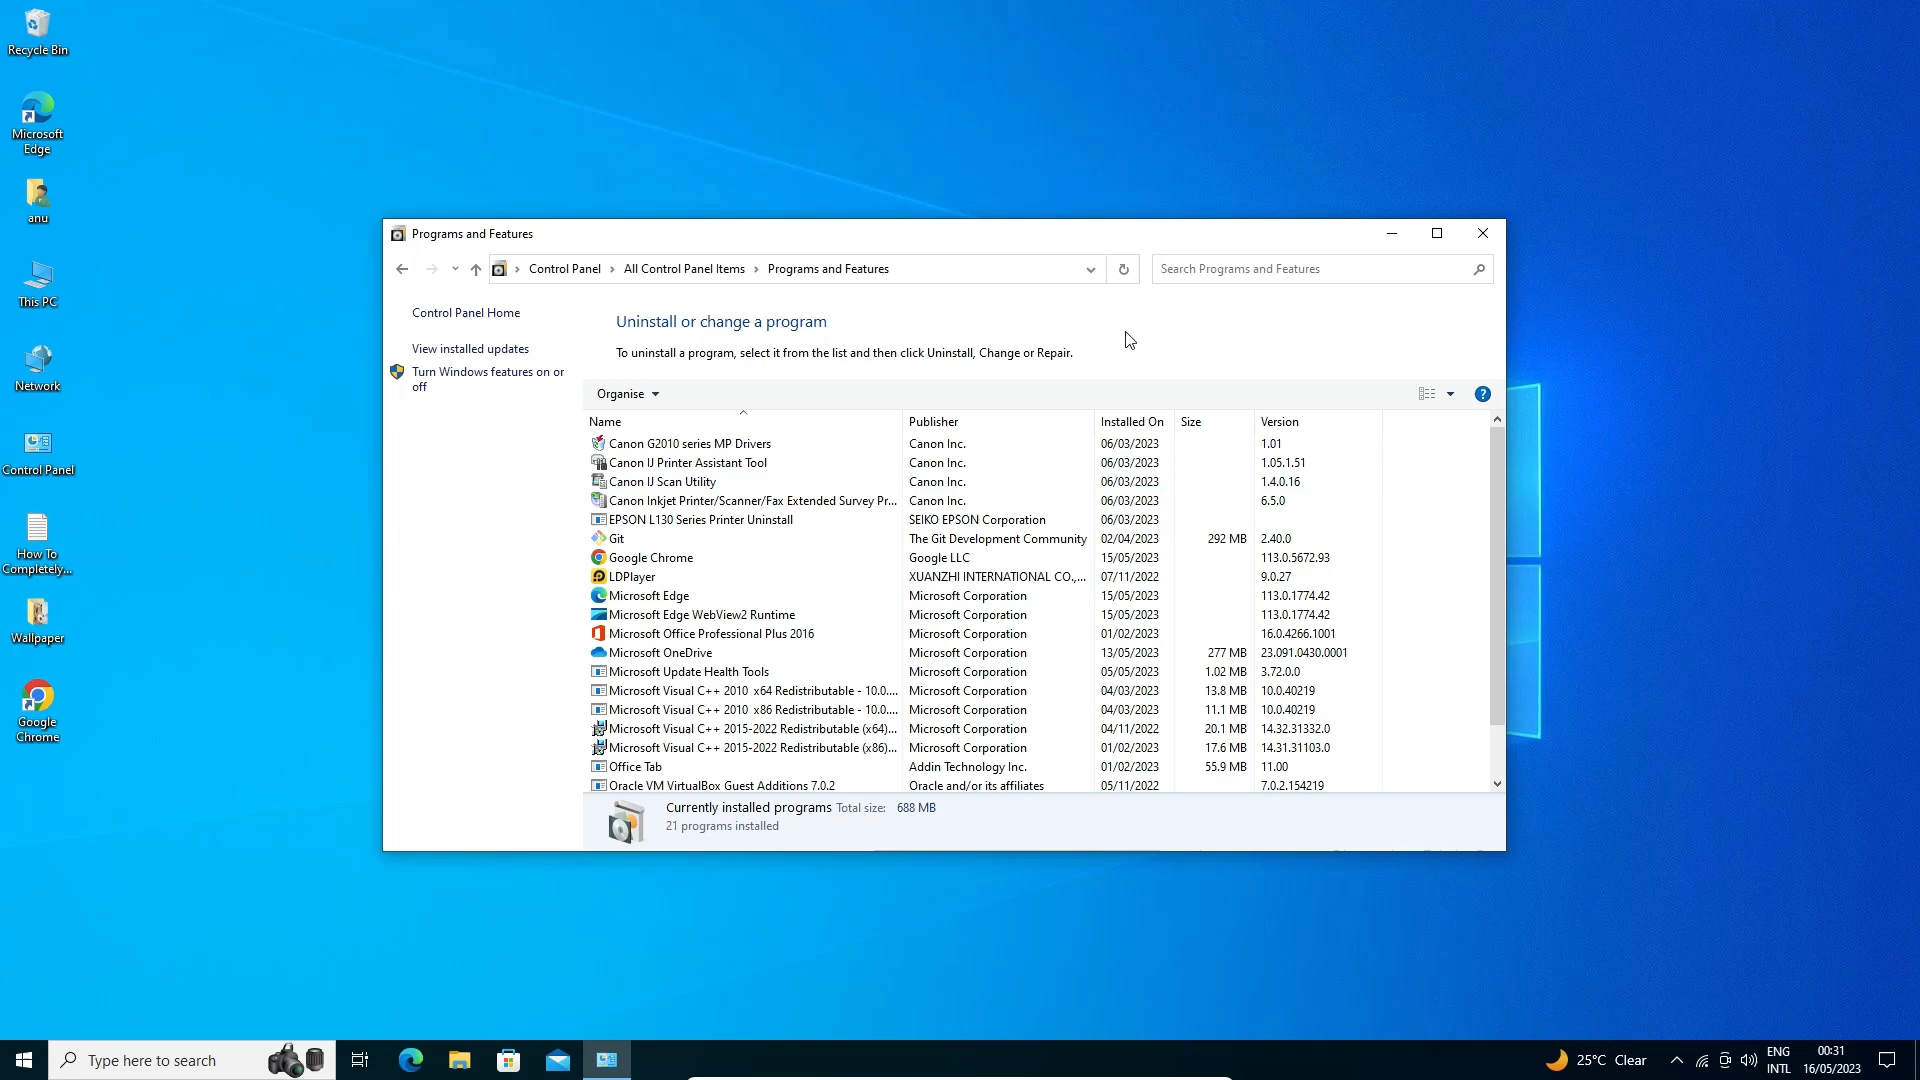 Recycle Bin
Microsoft
Edge
anu
This PC
Network
Control Panel
How To
Completely...
Wallpaper
Google
Chrome
Programs and Features
Control Panel > All Control Panel Items > Programs and Features
Search Programs and Features
Control Panel Home
View installed updates
Turn Windows features on or
off
Uninstall or change a program
To uninstall a program, select it from the list and then click Uninstall, Change or Repair.
Organise
Name Publisher Installed On Size Version
Canon G2010 series MP Drivers Canon Inc. 06/03/2023 1.01
Canon IJ Printer Assistant Tool Canon Inc. 06/03/2023 1.05.1.51
Canon IJ Scan Utility Canon Inc. 06/03/2023 1.4.0.16
Canon Inkjet Printer/Scanner/Fax Extended Survey Pr... Canon Inc. 06/03/2023 6.5.0
EPSON L130 Series Printer Uninstall SEIKO EPSON Corporation 06/03/2023
Git The Git Development Community 02/04/2023 292 MB 2.40.0
Google Chrome Google LLC 15/05/2023 113.0.5672.93
LDPlayer XUANZHI INTERNATIONAL CO.,... 07/11/2022 9.0.27
Microsoft Edge Microsoft Corporation 15/05/2023 113.0.1774.42
Microsoft Edge WebView2 Runtime Microsoft Corporation 15/05/2023 113.0.1774.42
Microsoft Office Professional Plus 2016 Microsoft Corporation 01/02/2023 16.0.4266.1001
Microsoft OneDrive Microsoft Corporation 13/05/2023 277 MB 23.091.0430.0001
Microsoft Update Health Tools Microsoft Corporation 05/05/2023 1.02 MB 3.72.0.0
Microsoft Visual C++ 2010 x64 Redistributable - 10.0.... Microsoft Corporation 04/03/2023 13.8 MB 10.0.40219
Microsoft Visual C++ 2010 x86 Redistributable - 10.0.... Microsoft Corporation 04/03/2023 11.1 MB 10.0.40219
Microsoft Visual C++ 2015-2022 Redistributable (x64)... Microsoft Corporation 04/11/2022 20.1 MB 14.32.31332.0
Microsoft Visual C++ 2015-2022 Redistributable (x86)... Microsoft Corporation 01/02/2023 17.6 MB 14.31.31103.0
Office Tab Addin Technology Inc. 01/02/2023 55.9 MB 11.00
Oracle VM VirtualBox Guest Additions 7.0.2 Oracle and/or its affiliates 05/11/2022 7.0.2.154219
Currently installed programs Total size: 688 MB
21 programs installed
Type here to search
25°C Clear
ENG
INTL
00:31
16/05/2023